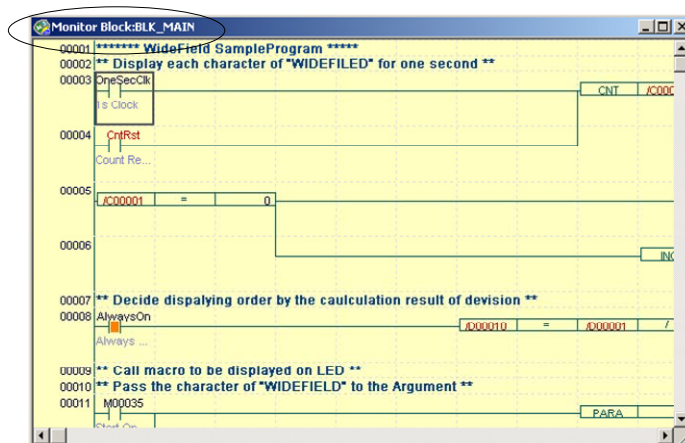 Monitor Block:BLK_MAIN
00001 ******* WideField SampleProgram *****
00002 ** Display each character of "WIDEFILED" for one second **
00003 OneSecClk
CNT /C000
1s Clock
00004 CntRst
Count Re...
00005
/C00001 = 0
00006
INC
00007 ** Decide dispalying order by the caulculation result of devision **
00008 AlwaysOn
/D00010 = /D00001 /
Always ...
00009 ** Call macro to be displayed on LED **
00010 ** Pass the character of "WIDEFIELD" to the Argument **
00011 M00035
PARA
Start On